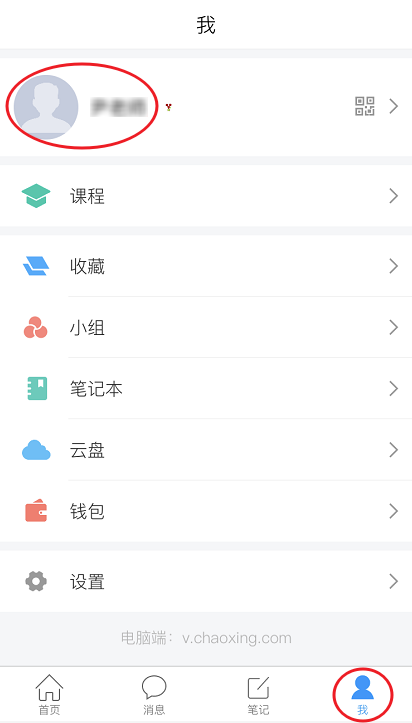 我
课程
收藏
小组
笔记本
云盘
钱包
设置
电脑端：v.chaoxing.com
首页 消息 笔记 我